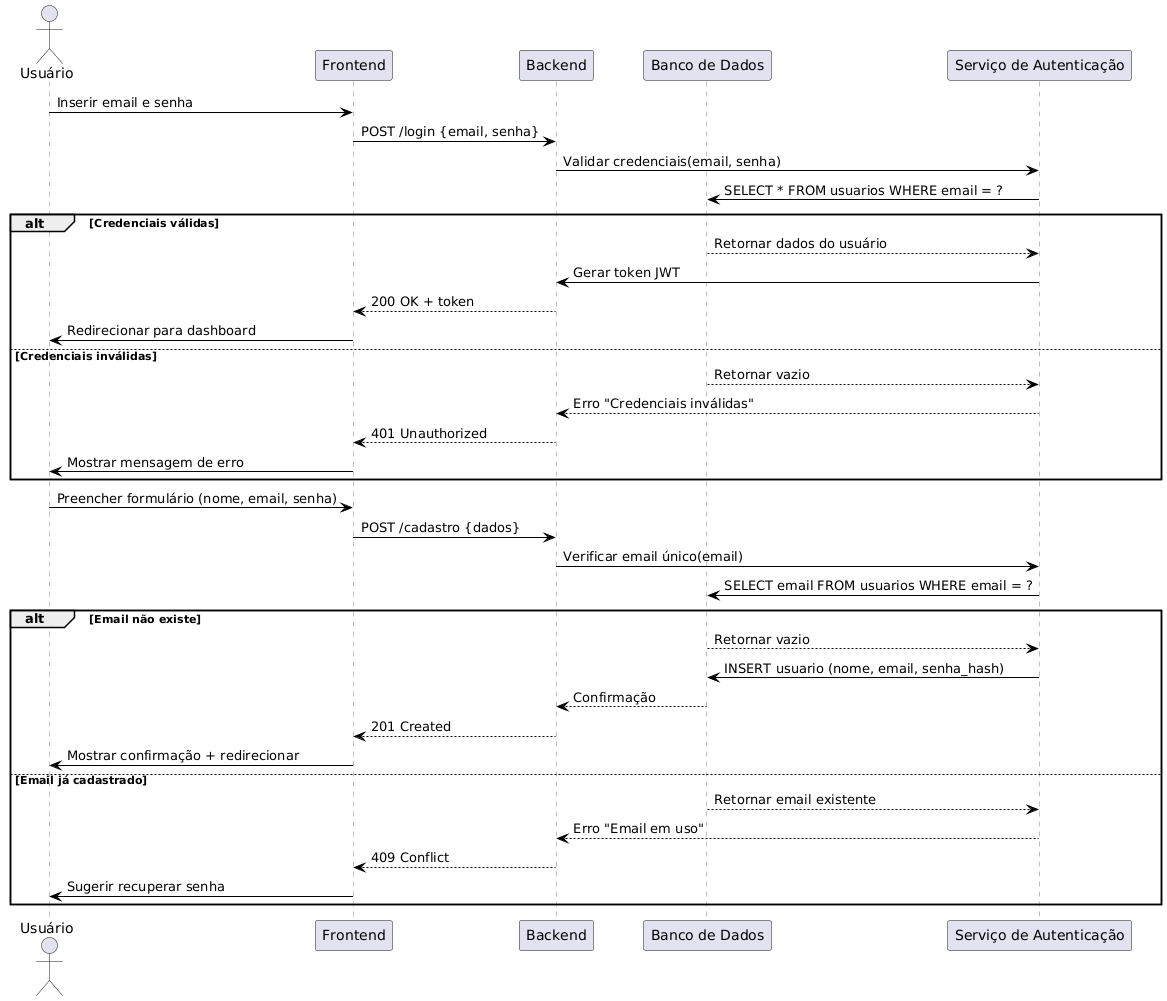 Usuário
Frontend
Backend
Banco de Dados
Serviço de Autenticação
Inserir email e senha
POST /login {email, senha}
Validar credenciais(email, senha)
SELECT * FROM usuarios WHERE email = ?
alt
[Credenciais válidas]
Retornar dados do usuário
Gerar token JWT
200 OK + token
Redirecionar para dashboard
[Credenciais inválidas]
Retornar vazio
Erro "Credenciais inválidas"
401 Unauthorized
Mostrar mensagem de erro
Preencher formulário (nome, email, senha)
POST /cadastro {dados}
Verificar email único(email)
SELECT email FROM usuarios WHERE email = ?
alt
[Email não existe]
Retornar vazio
INSERT usuario (nome, email, senha_hash)
Confirmação
201 Created
Mostrar confirmação + redirecionar
[Email já cadastrado]
Retornar email existente
Erro "Email em uso"
409 Conflict
Sugerir recuperar senha
Usuário
Frontend
Backend
Banco de Dados
Serviço de Autenticação